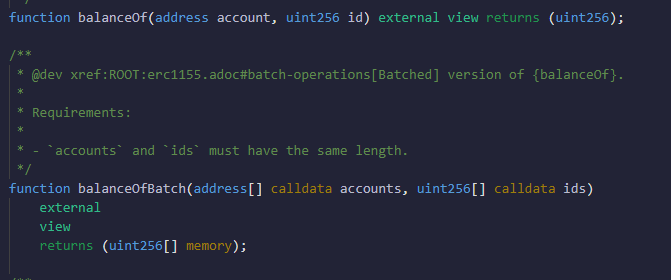 */
function balanceOf(address account, uint256 id) external view returns (uint256);
/**
* @dev xref:ROOT:erc1155.adoc#batch-operations[Batched] version of {balanceOf}.
*
* Requirements:
*
* - `accounts` and `ids` must have the same length.
*/
function balanceOfBatch(address[] calldata accounts, uint256[] calldata ids)
external
view
returns (uint256[] memory);
/**